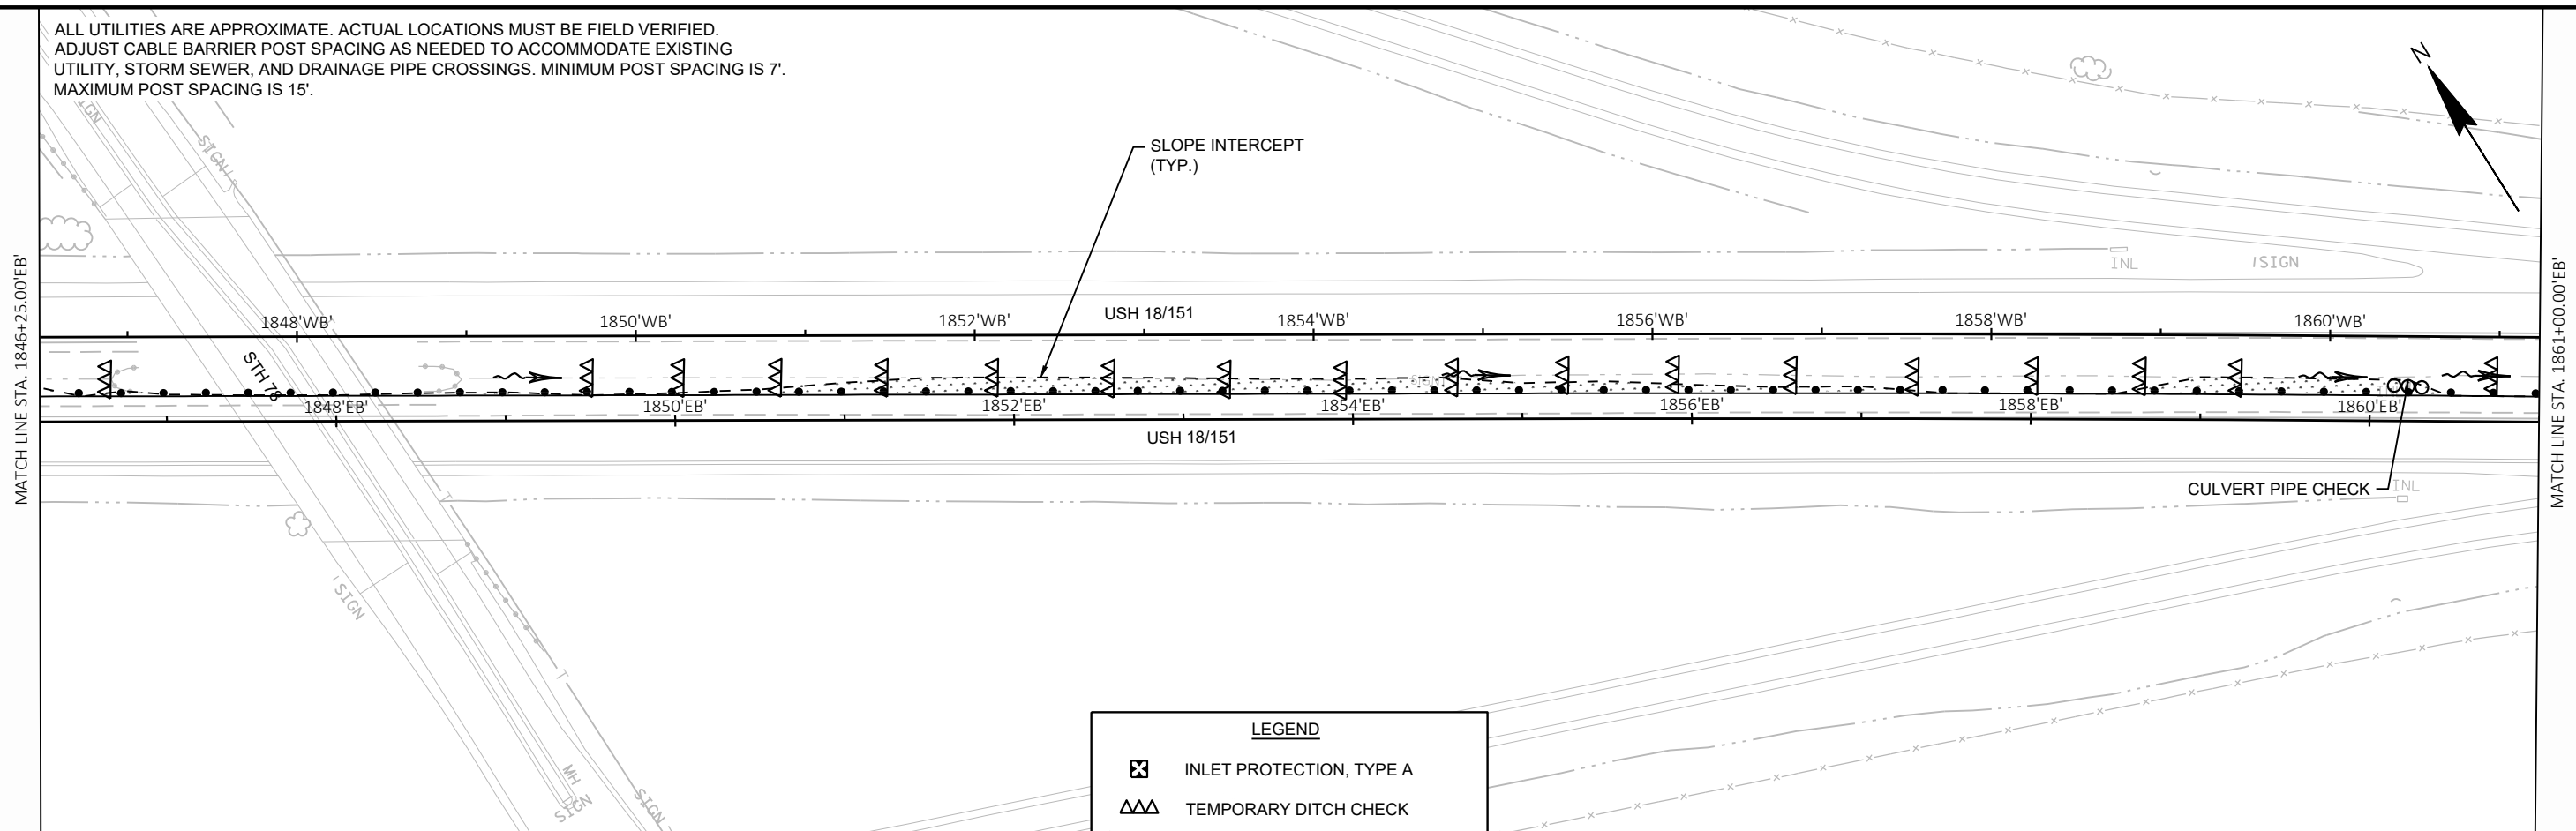 ALL UTILITIES ARE APPROXIMATE. ACTUAL LOCATIONS MUST BE FIELD VERIFIED.
ADJUST CABLE BARRIER POST SPACING AS NEEDED TO ACCOMMODATE EXISTING
UTILITY, STORM SEWER, AND DRAINAGE PIPE CROSSINGS. MINIMUM POST SPACING IS 7'.
MAXIMUM POST SPACING IS 15'.
N
SIGN
SLOPE INTERCEPT
(TYP.)
INL
SIGN
MATCH LINE STA. 1846+25.00'EB'
MATCH LINE STA. 1861+00.00'EB'
USH 18/151
1848'WB'
1850'WB'
1852'WB'
1854'WB'
1856'WB'
1858'WB'
1860'WB'
STH 78
1848'EB'
1850'EB'
1852'EB'
1854'EB'
1856'EB'
1858'EB'
1860'EB'
USH 18/151
CULVERT PIPE CHECK
INL
SIGN
MH
SIGN
SIGN
LEGEND
INLET PROTECTION, TYPE A
TEMPORARY DITCH CHECK